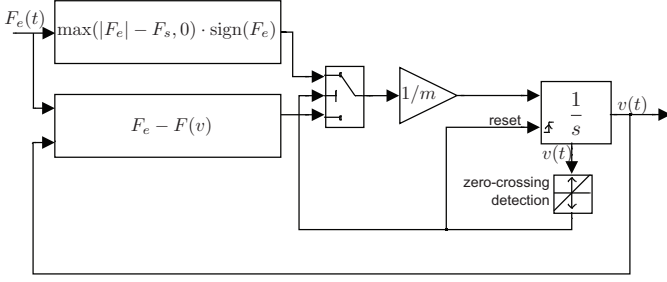 F_e(t)
max(|F_e| − F_s, 0) · sign(F_e)
F_e − F(v)
1/m
reset
1
s
v(t)
v(t)
zero-crossing
detection